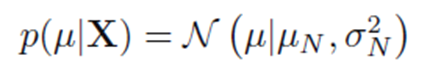 p(μ|𝐗) = 𝒩 (μ|μ_N, σ_N^2)